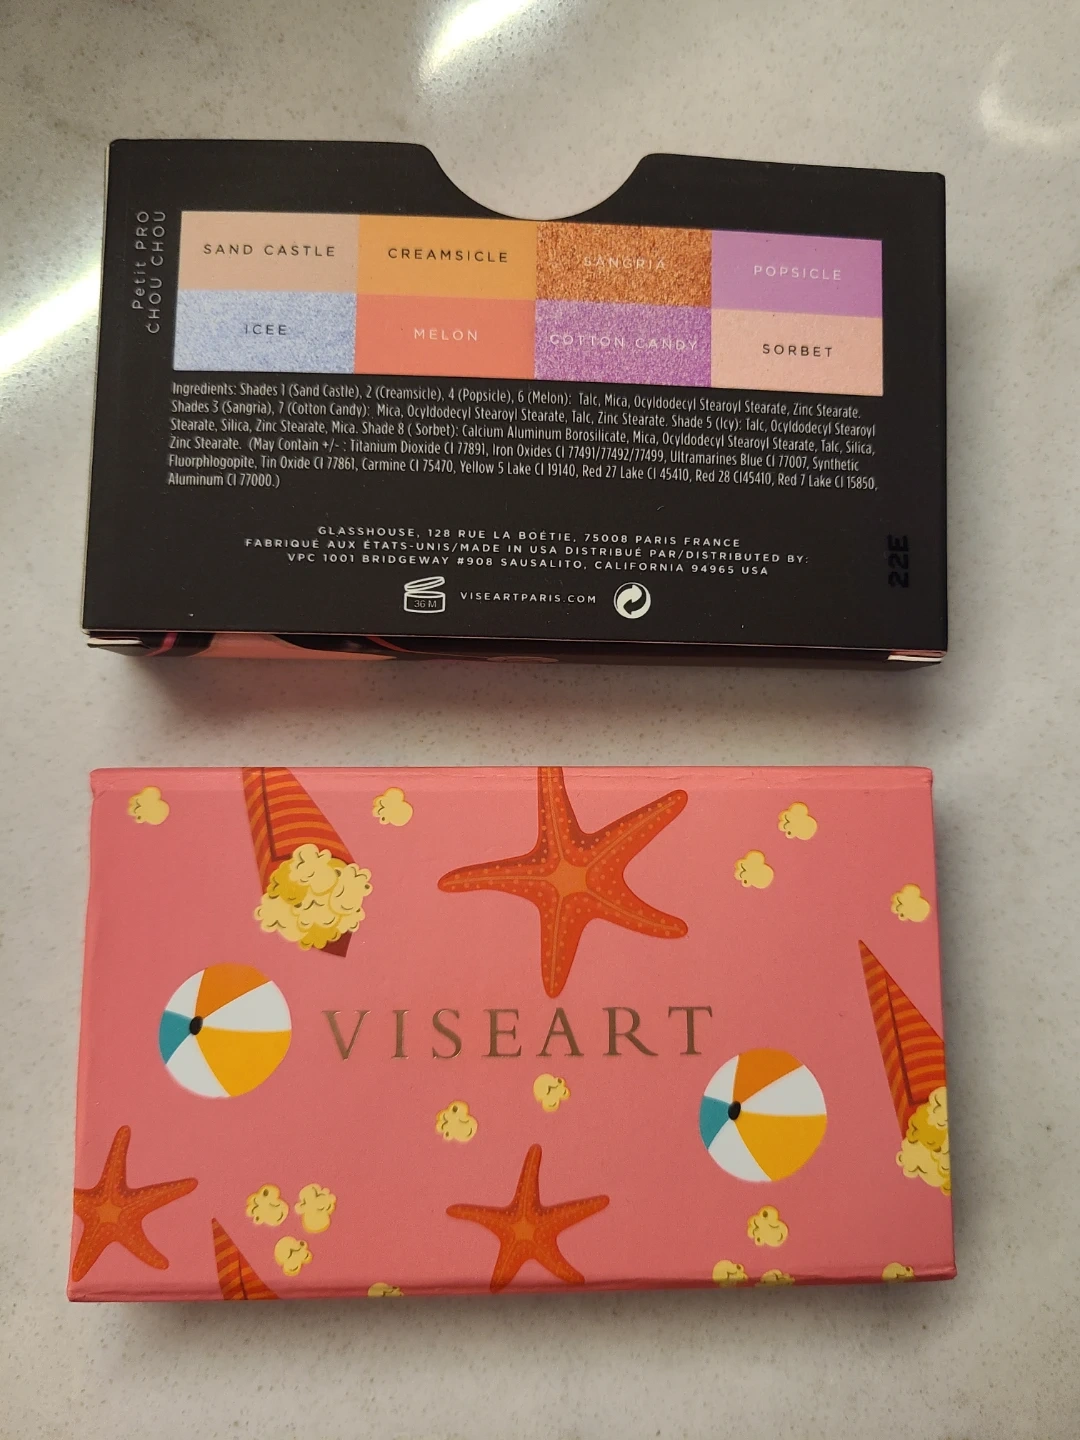 Petit PRO
CHOU CHOU
SAND CASTLE
CREAMSICLE
SANGRIA
POPSICLE
ICEE
MELON
COTTON CANDY
SORBET
Ingredients: Shades 1 (Sand Castle), 2 (Creamsicle), 4 (Popsicle), 6 (Melon): Talc, Mica, Ocyldodecyl Stearoyl Stearate, Zinc Stearate.
Shades 3 (Sangria), 7 (Cotton Candy): Mica, Ocyldodecyl Stearoyl Stearate, Talc, Zinc Stearate. Shade 5 (Icy): Talc, Ocyldodecyl Stearoyl
Stearate, Silica, Zinc Stearate, Mica. Shade 8 ( Sorbet): Calcium Aluminum Borosilicate, Mica, Ocyldodecyl Stearoyl Stearate, Talc, Silica,
Zinc Stearate. (May Contain +/- : Titanium Dioxide CI 77891, Iron Oxides CI 77491/77492/77499, Ultramarines Blue CI 77007, Synthetic
Fluorphlogopite, Tin Oxide CI 77861, Carmine CI 75470, Yellow 5 Lake CI 19140, Red 27 Lake CI 45410, Red 28 CI45410, Red 7 Lake CI 15850,
Aluminum CI 77000.)
GLASSHOUSE, 128 RUE LA BOÉTIE, 75008 PARIS FRANCE
FABRIQUÉ AUX ÉTATS-UNIS/MADE IN USA DISTRIBUÉ PAR/DISTRIBUTED BY:
VPC 1001 BRIDGEWAY #908 SAUSALITO, CALIFORNIA 94965 USA
36 M
VISEARTPARIS.COM
22E
VISEART